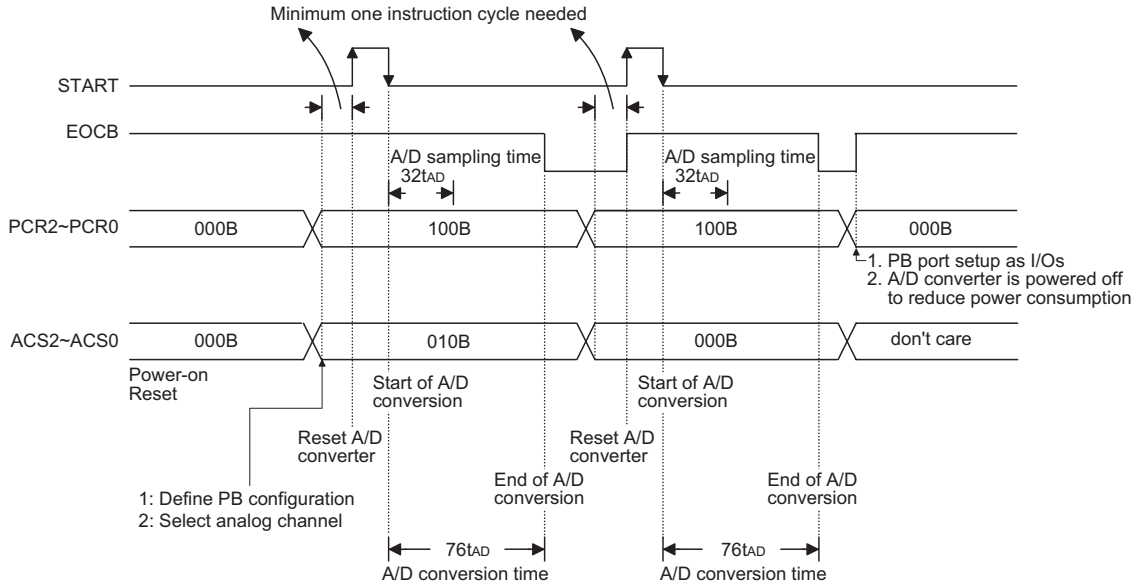 Minimum one instruction cycle needed
START
EOCB
A/D sampling time
32tAD
A/D sampling time
32tAD
PCR2~PCR0
000B
100B
100B
000B
1. PB port setup as I/Os
2. A/D converter is powered off
to reduce power consumption
ACS2~ACS0
000B
010B
000B
don't care
Power-on
Reset
Start of A/D
conversion
Start of A/D
conversion
Reset A/D
converter
Reset A/D
converter
End of A/D
conversion
End of A/D
conversion
1: Define PB configuration
2: Select analog channel
76tAD
A/D conversion time
76tAD
A/D conversion time